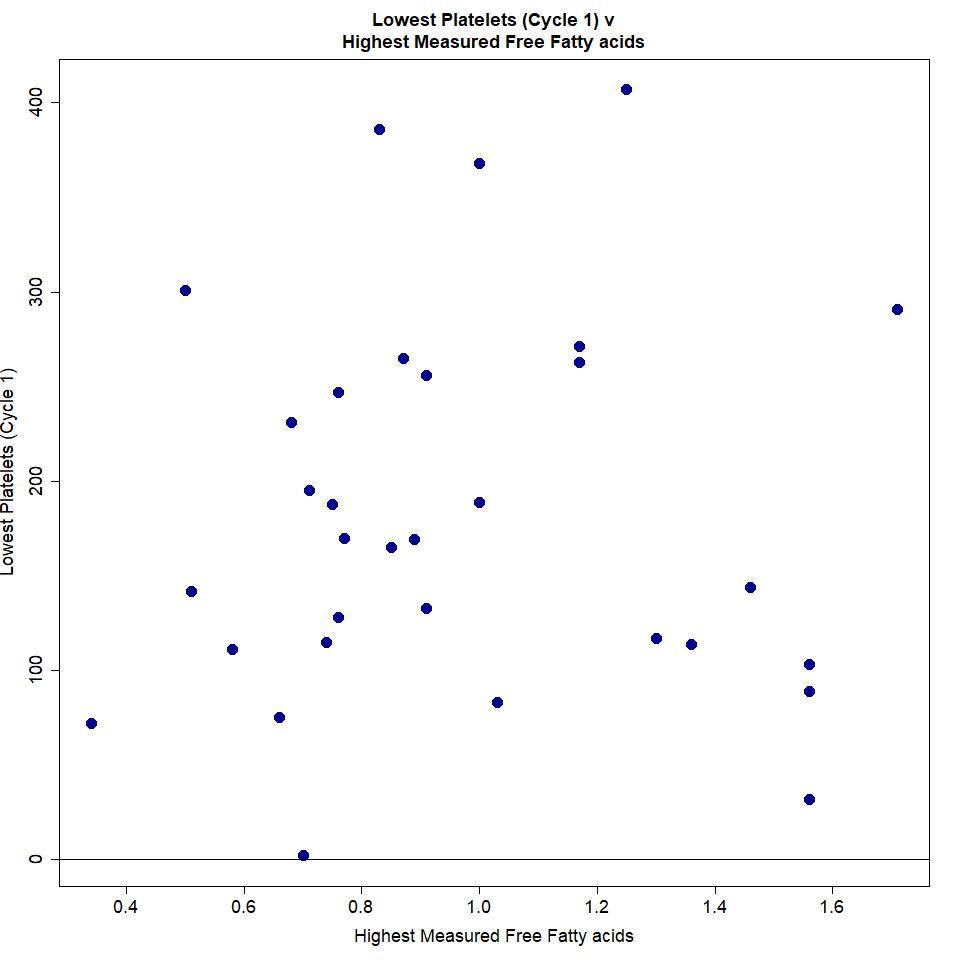 Lowest Platelets (Cycle 1) v
Highest Measured Free Fatty acids
Lowest Platelets (Cycle 1)
400
300
200
100
0
0.4 0.6 0.8 1.0 1.2 1.4 1.6
Highest Measured Free Fatty acids